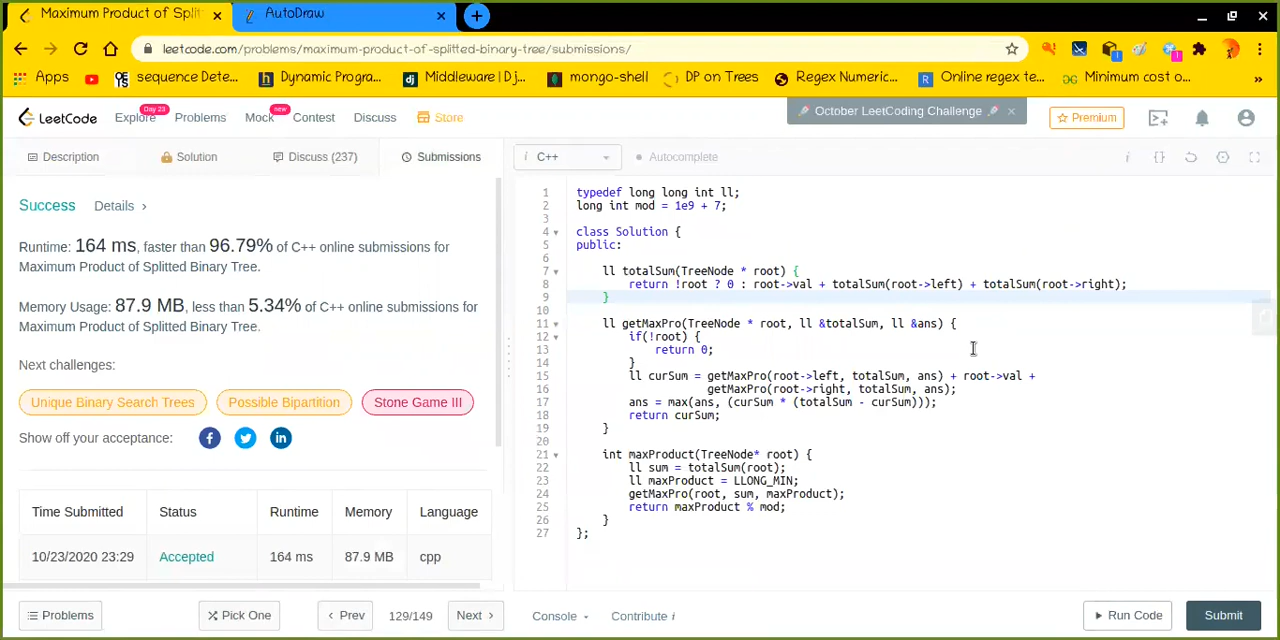 Maximum Product of Split
AutoDraw
leetcode.com/problems/maximum-product-of-splitted-binary-tree/submissions/
Apps sequence Dete... Dynamic Progra... Middleware | Dj... mongo-shell DP on Trees Regex Numeric... Online regex te... Minimum cost o... »
LeetCode Explore Day 23 Problems Mock new Contest Discuss Store October LeetCoding Challenge Premium
Description Solution Discuss (237) Submissions
C++ Autocomplete
Success Details ›
Runtime: 164 ms, faster than 96.79% of C++ online submissions for
Maximum Product of Splitted Binary Tree.
Memory Usage: 87.9 MB, less than 5.34% of C++ online submissions for
Maximum Product of Splitted Binary Tree.
Next challenges:
Unique Binary Search Trees Possible Bipartition Stone Game III
Show off your acceptance:
Time Submitted Status Runtime Memory Language
10/23/2020 23:29 Accepted 164 ms 87.9 MB cpp
1 typedef long long int ll;
2 long int mod = 1e9 + 7;
3
4 class Solution {
5 public:
6
7 ll totalSum(TreeNode * root) {
8 return !root ? 0 : root->val + totalSum(root->left) + totalSum(root->right);
9 }
10
11 ll getMaxPro(TreeNode * root, ll &totalSum, ll &ans) {
12 if(!root) {
13 return 0;
14 }
15 ll curSum = getMaxPro(root->left, totalSum, ans) + root->val +
16 getMaxPro(root->right, totalSum, ans);
17 ans = max(ans, (curSum * (totalSum - curSum)));
18 return curSum;
19 }
20
21 int maxProduct(TreeNode* root) {
22 ll sum = totalSum(root);
23 ll maxProduct = LLONG_MIN;
24 getMaxPro(root, sum, maxProduct);
25 return maxProduct % mod;
26 }
27 };
Problems Pick One ‹ Prev 129/149 Next › Console Contribute i Run Code Submit